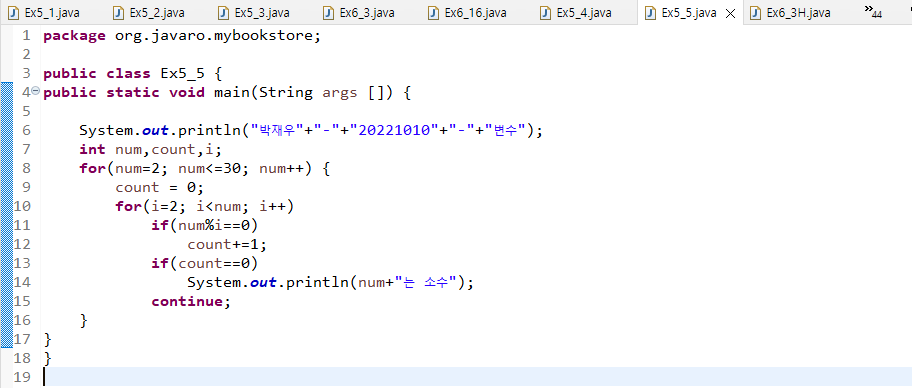 Ex5_1.java Ex5_2.java Ex5_3.java Ex6_3.java Ex6_16.java Ex5_4.java Ex5_5.java Ex6_3H.java 44
1 package org.javaro.mybookstore;
2
3 public class Ex5_5 {
4 public static void main(String args []) {
5
6 System.out.println("박재우"+"-"+"20221010"+"-"+"변수");
7 int num,count,i;
8 for(num=2; num<=30; num++) {
9 count = 0;
10 for(i=2; i<num; i++)
11 if(num%i==0)
12 count+=1;
13 if(count==0)
14 System.out.println(num+"는 소수");
15 continue;
16 }
17 }
18 }
19